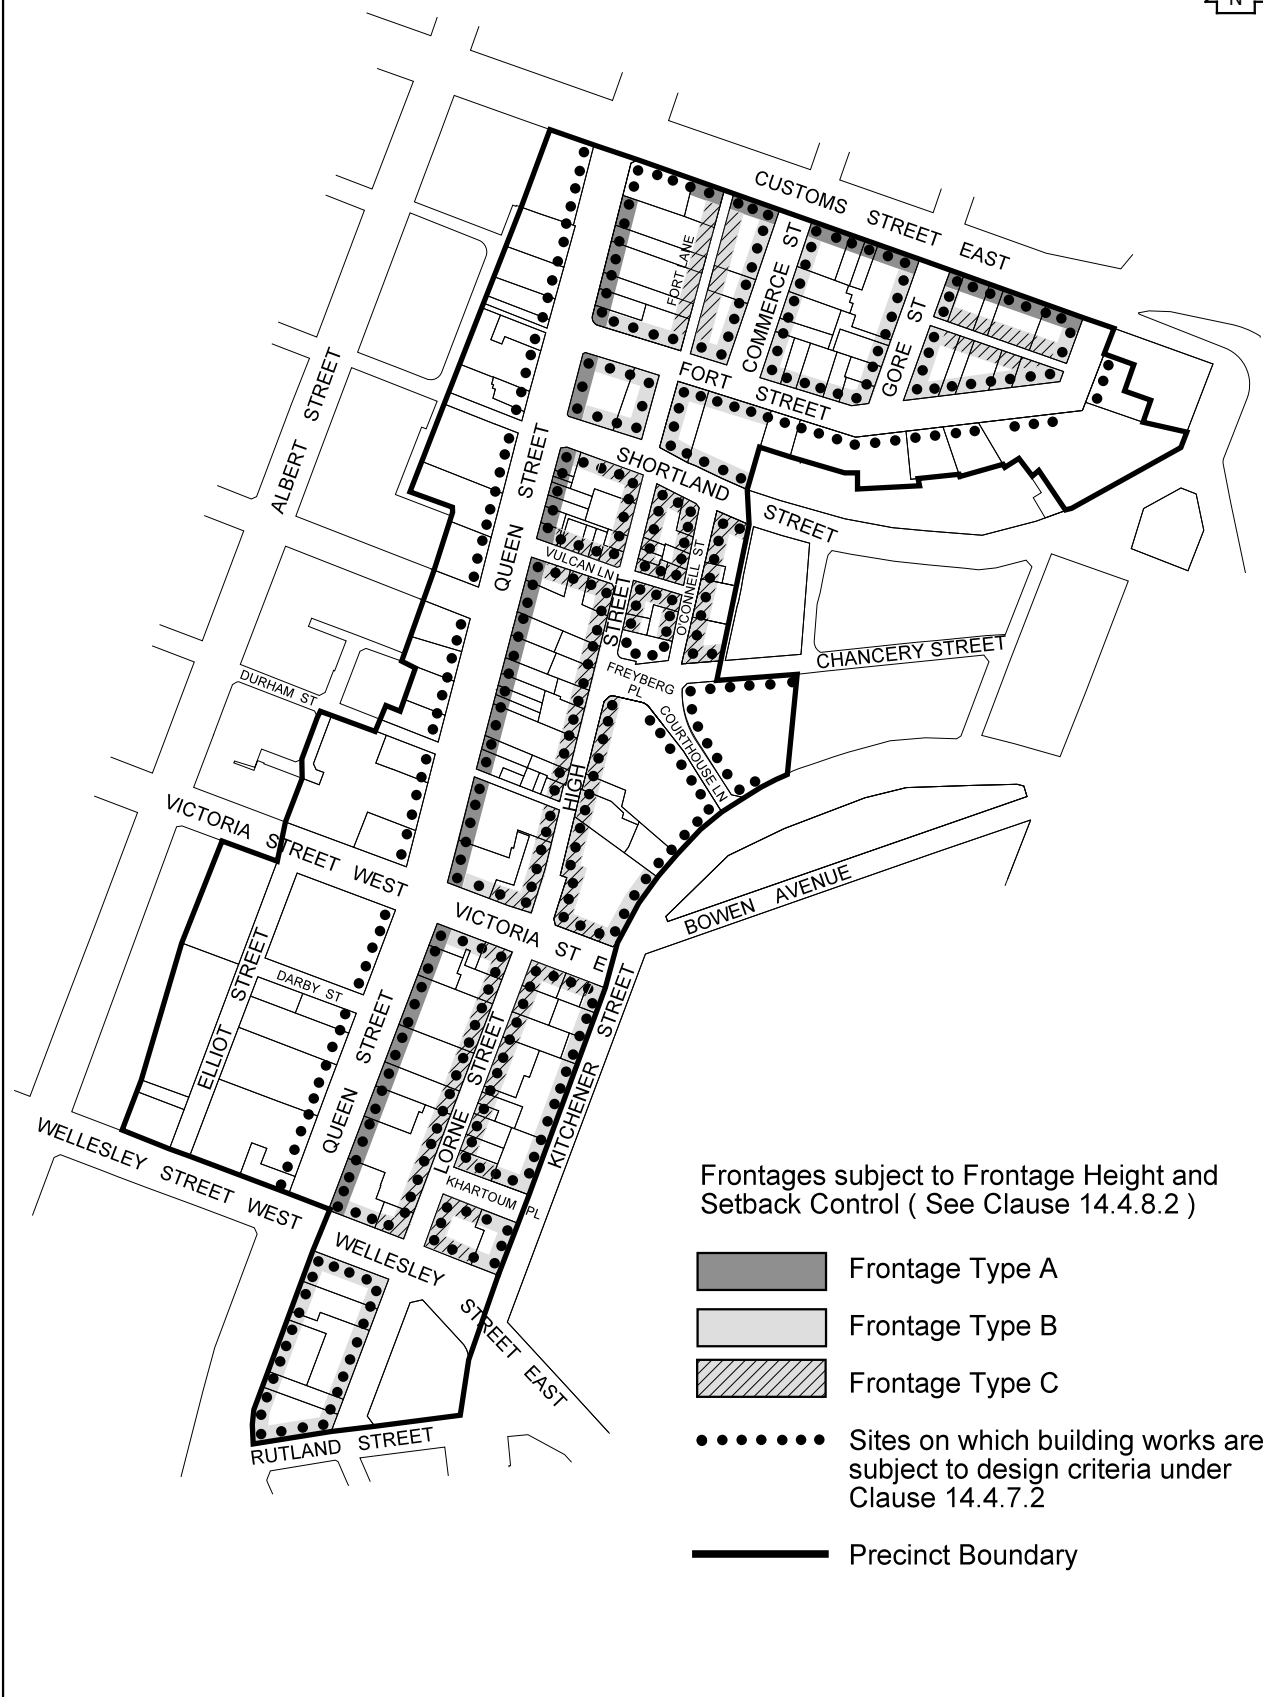 N
CUSTOMS STREET EAST
FORT LANE
COMMERCE ST
GORE ST
FORT STREET
ALBERT STREET
QUEEN STREET
SHORTLAND STREET
VULCAN LN
O'CONNELL ST
HIGH STREET
CHANCERY STREET
FREYBERG
PL
COURTHOUSE LN
DURHAM ST
VICTORIA STREET WEST
BOWEN AVENUE
VICTORIA ST E
DARBY ST
ELLIOT STREET
QUEEN STREET
LORNE STREET
KITCHENER STREET
KHARTOUM PL
WELLESLEY STREET WEST
WELLESLEY STREET EAST
RUTLAND STREET
Frontages subject to Frontage Height and
Setback Control ( See Clause 14.4.8.2 )
Frontage Type A
Frontage Type B
Frontage Type C
Sites on which building works are
subject to design criteria under
Clause 14.4.7.2
Precinct Boundary